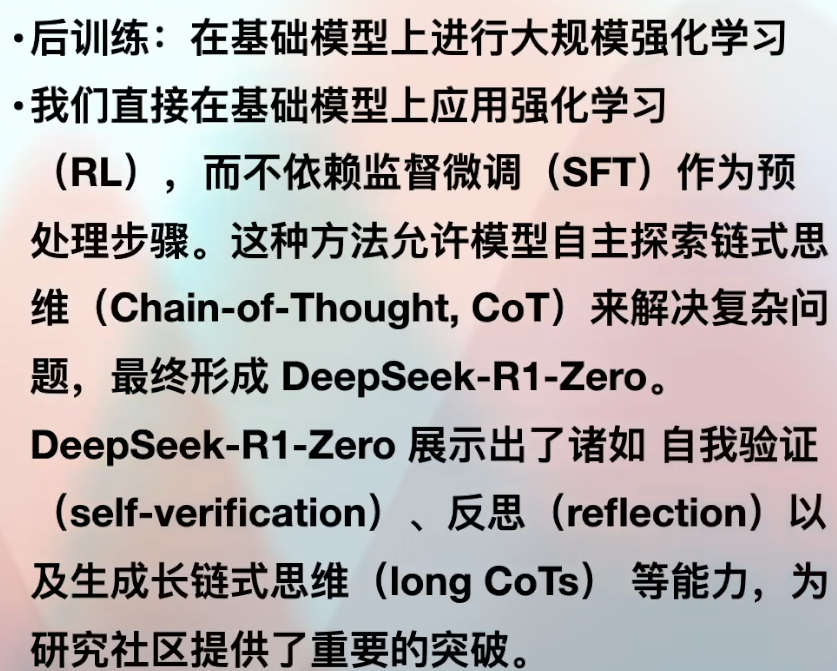 •后训练：在基础模型上进行大规模强化学习
•我们直接在基础模型上应用强化学习
（RL），而不依赖监督微调（SFT）作为预
处理步骤。这种方法允许模型自主探索链式思
维（Chain-of-Thought, CoT）来解决复杂问
题，最终形成 DeepSeek-R1-Zero。
DeepSeek-R1-Zero 展示出了诸如 自我验证
（self-verification）、反思（reflection）以
及生成长链式思维（long CoTs） 等能力，为
研究社区提供了重要的突破。